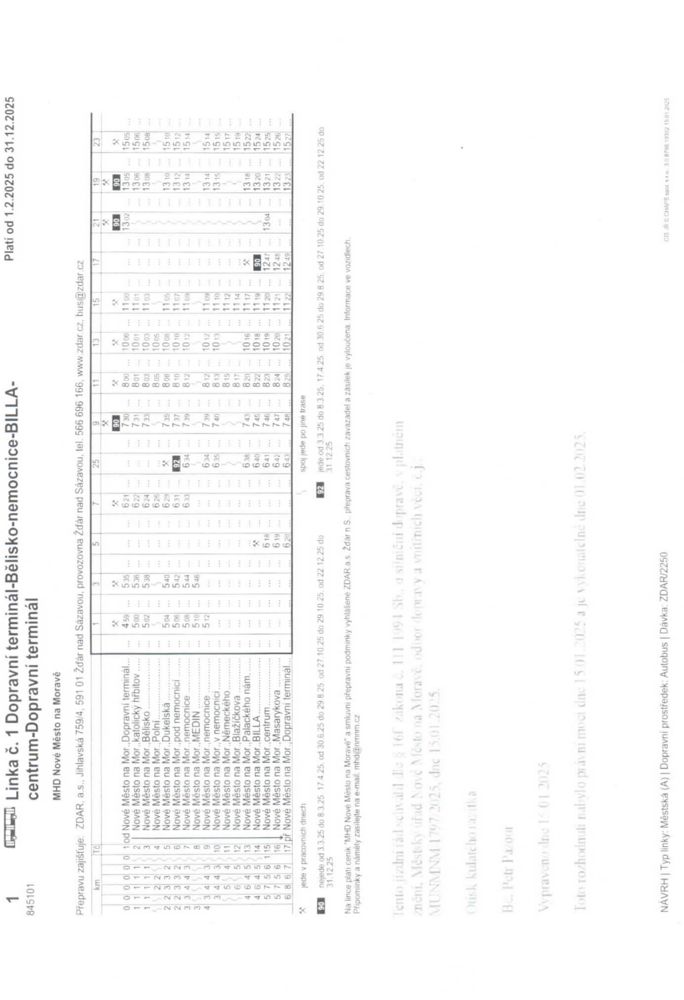 1 Linka č. 1 Dopravní terminál-Bělisko-nemocnice-BILLA- Platí od 1.2.2025 do 31.12.2025
845101 centrum-Dopravní terminál
MHD Nové Město na Moravě
Přepravu zajišťuje: ZDAR, a.s., Jihlavská 759/4, 591 01 Žďár nad Sázavou, provozovna Žďár nad Sázavou, tel. 566 696 166, www.zdar.cz, bus@zdar.cz
km Tč 1 3 5 7 25 9 11 13 15 17 21 19 23
⚒ ⚒ ⚒ ⚒ ⚒ ⚒ ⚒ ⚒ ⚒ ⚒
90 90 90
0 0 0 0 0 0 1 od Nové Město na Mor.,Dopravní terminál... 4 59 ... 5 35 ... ... ... 6 21 ... ... ... 7 30 ... 8 00 ... 10 00 ... 11 00 ... ... ... 13 02 ... 13 05 ... 15 05 ...
1 1 1 1 1 2 Nové Město na Mor.,katolický hřbitov ... 5 00 ... 5 36 ... ... ... 6 22 ... ... ... 7 31 ... 8 01 ... 10 01 ... 11 01 ... ... ... ... 13 06 ... 15 06 ...
1 1 1 1 1 3 Nové Město na Mor.,Bělisko ... 5 02 ... 5 38 ... ... ... 6 24 ... ... ... 7 33 ... 8 03 ... 10 03 ... 11 03 ... ... ... ... 13 08 ... 15 08 ...
2 2 4 Nové Město na Mor.,Polní ... 6 26 ... 8 05 ... 10 05 ...
2 2 3 3 2 5 Nové Město na Mor.,Dukelská ... 5 04 ... 5 40 ... ... ... 6 29 ... ⚒ ... 7 35 ... 8 08 ... 10 08 ... 11 05 ... ... ... ... 13 10 ... 15 10 ...
2 2 3 3 2 6 Nové Město na Mor.,pod nemocnicí ... 5 06 ... 5 42 ... ... ... 6 31 ... 92 ... 7 37 ... 8 10 ... 10 10 ... 11 07 ... ... ... ... 13 12 ... 15 12 ...
3 3 4 4 3 7 Nové Město na Mor.,nemocnice ... 5 08 ... 5 44 ... ... ... 6 33 ... 6 34 ... 7 39 ... 8 12 ... 10 12 ... 11 09 ... ... ... ... 13 14 ... 15 14 ...
3 8 Nové Město na Mor.,MEDIN ... 5 10 ... 5 46 ...
4 3 4 4 3 9 Nové Město na Mor.,nemocnice ... 5 12 ... ... ... ... ... ... ... 6 34 ... 7 39 ... 8 12 ... 10 12 ... 11 09 ... ... ... ... 13 14 ... 15 14 ...
3 4 4 3 10 Nové Město na Mor.,v nemocnici ... 6 35 ... 7 40 ... 8 13 ... 10 13 ... 11 10 ... ... ... ... 13 15 ... 15 15 ...
5 4 11 Nové Město na Mor.,Německého ... 8 15 ... 11 12 ... 15 17 ...
6 5 12 Nové Město na Mor.,Blažíčkova ... 8 17 ... 11 14 ... 15 19 ...
4 6 4 5 13 Nové Město na Mor.,Palackého nám. ... 6 38 ... 7 43 ... 8 20 ... 10 16 ... 11 17 ... ⚒ ... 13 18 ... 15 22 ...
4 6 4 5 14 Nové Město na Mor.,BILLA ... ⚒ ... 6 40 ... 7 45 ... 8 22 ... 10 18 ... 11 19 ... 90 ... 13 20 ... 15 24 ...
5 7 5 6 1 15 Nové Město na Mor.,centrum ... 6 18 ... ... ... 6 41 ... 7 46 ... 8 23 ... 10 19 ... 11 20 ... 12 47 ... 13 04 ... 13 21 ... 15 25 ...
5 7 5 6 16 Nové Město na Mor.,Masarykova ... 6 19 ... ... ... 6 42 ... 7 47 ... 8 24 ... 10 20 ... 11 21 ... 12 48 ... ... ... 13 22 ... 15 26 ...
6 8 6 7 17 př Nové Město na Mor.,Dopravní terminál ... 6 20 ... ... ... 6 43 ... 7 48 ... 8 25 ... 10 21 ... 11 22 ... 12 49 ... ... ... 13 23 ... 15 27 ...
⚒ jede v pracovních dnech
spoj jede po jiné trase
90 nejede od 3.3.25 do 8.3.25, 17.4.25, od 30.6.25 do 29.8.25, od 27.10.25 do 29.10.25, od 22.12.25 do
31.12.25
92 jede od 3.3.25 do 8.3.25, 17.4.25, od 30.6.25 do 29.8.25, od 27.10.25 do 29.10.25, od 22.12.25 do
31.12.25
Na lince platí ceník "MHD Nové Město na Moravě" a smluvní přepravní podmínky vyhlášené ZDAR,a.s. Žďár n S., přeprava cestovních zavazadel a zásilek je vyloučena. Informace ve vozidlech.
Připomínky a náměty zasílejte na e-mail: mhd@nmnm.cz
Tento jízdní řád schválil dle § 16f zákona č. 111/1994 Sb., o silniční dopravě, v platném
znění, Městský úřad Nové Město na Moravě, odbor dopravy a vnitřních věcí, č.j.:
MUNMNM/1797/2025, dne 15.01.2025.
Otisk kulatého razítka
Bc. Petr Pazour
Vypraveno dne 15.01.2025
Toto rozhodnutí nabylo právní moci dne 15.01.2025 a je vykonatelné dne 01.02.2025.
NÁVRH | Typ linky: Městská (A) | Dopravní prostředek: Autobus | Dávka: ZDAR/2250
CIS JŘ © CHAPS spol. s r.o. 15.01.2025